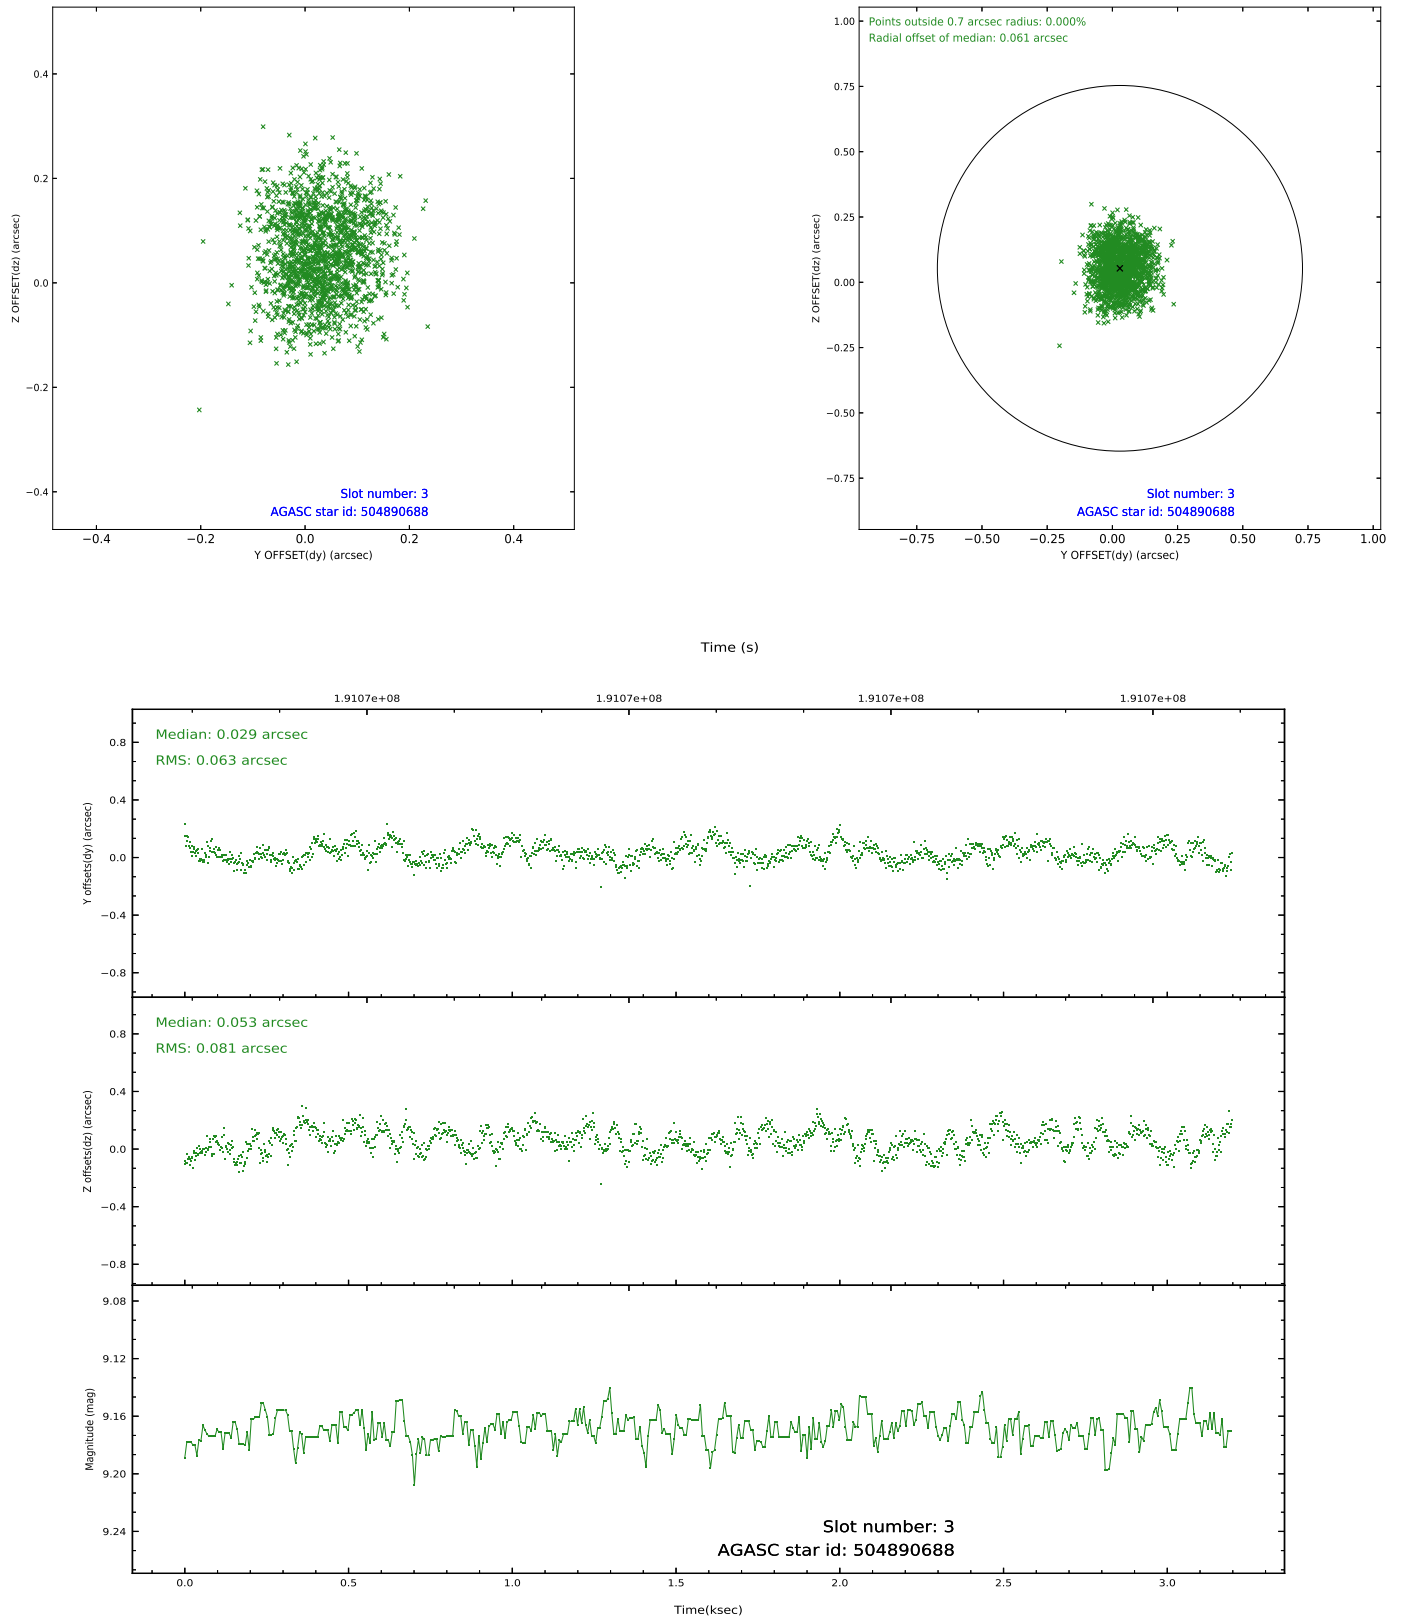 0.4
0.2
0.0
−0.2
−0.4
Z OFFSET(dz) (arcsec)
Slot number: 3
AGASC star id: 504890688
−0.4 −0.2 0.0 0.2 0.4
Y OFFSET(dy) (arcsec)
Points outside 0.7 arcsec radius: 0.000%
Radial offset of median: 0.061 arcsec
1.00
0.75
0.50
0.25
0.00
−0.25
−0.50
−0.75
Z OFFSET(dz) (arcsec)
Slot number: 3
AGASC star id: 504890688
−0.75 −0.50 −0.25 0.00 0.25 0.50 0.75 1.00
Y OFFSET(dy) (arcsec)
Time (s)
1.9107e+08 1.9107e+08 1.9107e+08 1.9107e+08
Median: 0.029 arcsec
RMS: 0.063 arcsec
0.8
0.4
0.0
−0.4
−0.8
Y offsets(dy) (arcsec)
Median: 0.053 arcsec
RMS: 0.081 arcsec
0.8
0.4
0.0
−0.4
−0.8
Z offsets(dz) (arcsec)
9.08
9.12
9.16
9.20
9.24
Magnitude (mag)
Slot number: 3
AGASC star id: 504890688
0.0 0.5 1.0 1.5 2.0 2.5 3.0
Time(ksec)